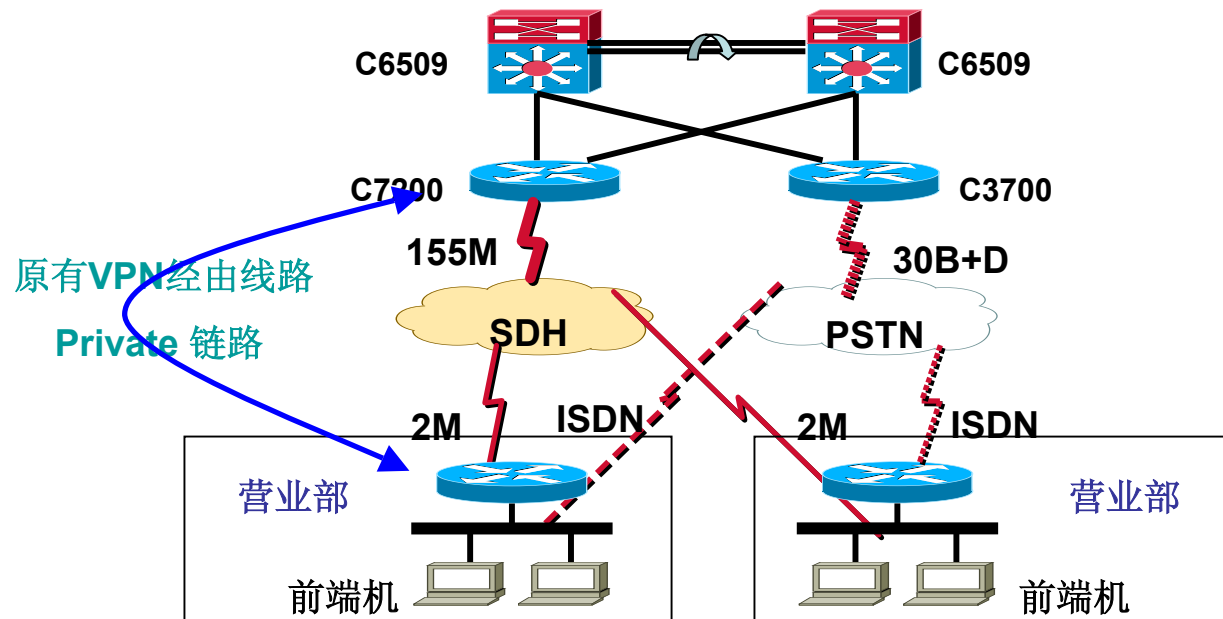 C6509
C6509
C7200
C3700
155M
30B+D
原有VPN经由线路
Private 链路
SDH
PSTN
2M
ISDN
2M
ISDN
营业部
营业部
前端机
前端机